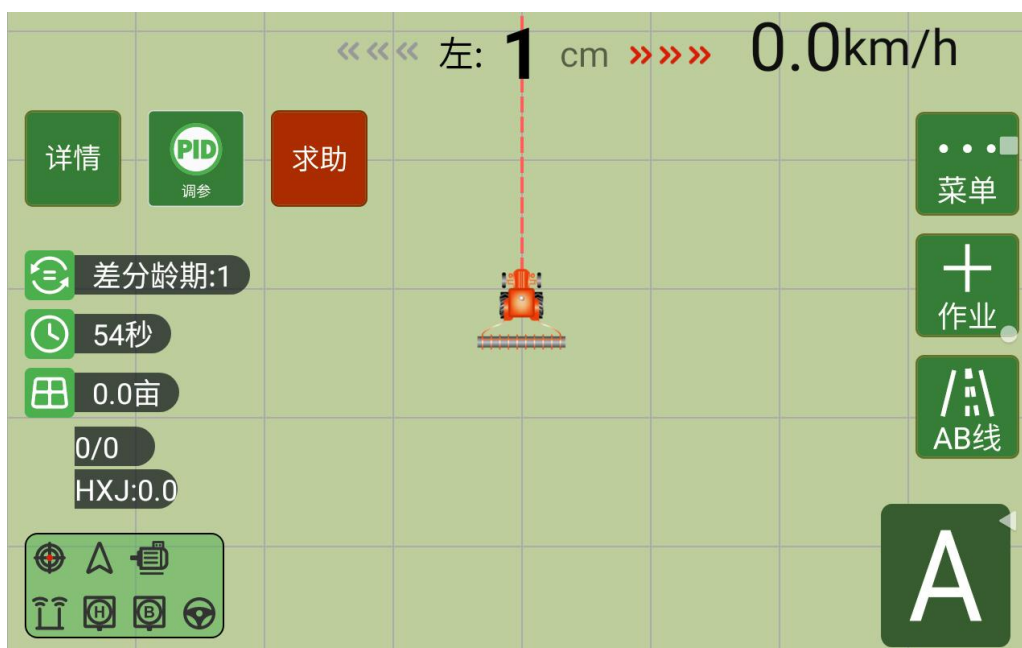 左: 1 cm 0.0km/h
详情
PID
调参
求助
菜单
差分龄期:1
作业
54秒
0.0亩
AB线
0/0
HXJ:0.0
A
H
B